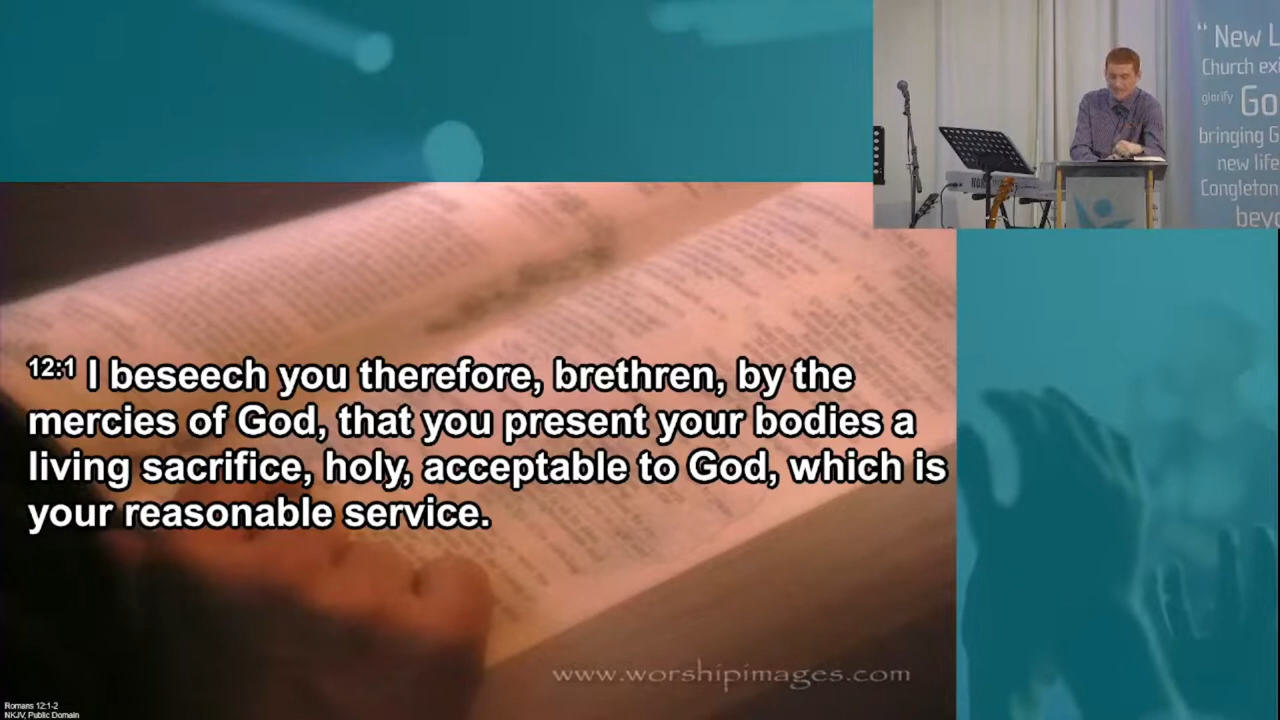 “ New L
Church exi
glorify Go
bringing G
new life
Congleton
beyo
12:1 I beseech you therefore, brethren, by the
mercies of God, that you present your bodies a
living sacrifice, holy, acceptable to God, which is
your reasonable service.
www.worshipimages.com
Romans 12:1-2
NKJV, Public Domain